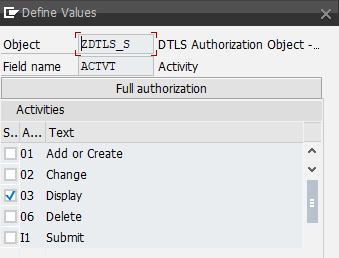 Define Values
Object ZDTLS_S DTLS Authorization Object -...
Field name ACTVT Activity
Full authorization
Activities
S.. A... Text
01 Add or Create
02 Change
03 Display
06 Delete
I1 Submit